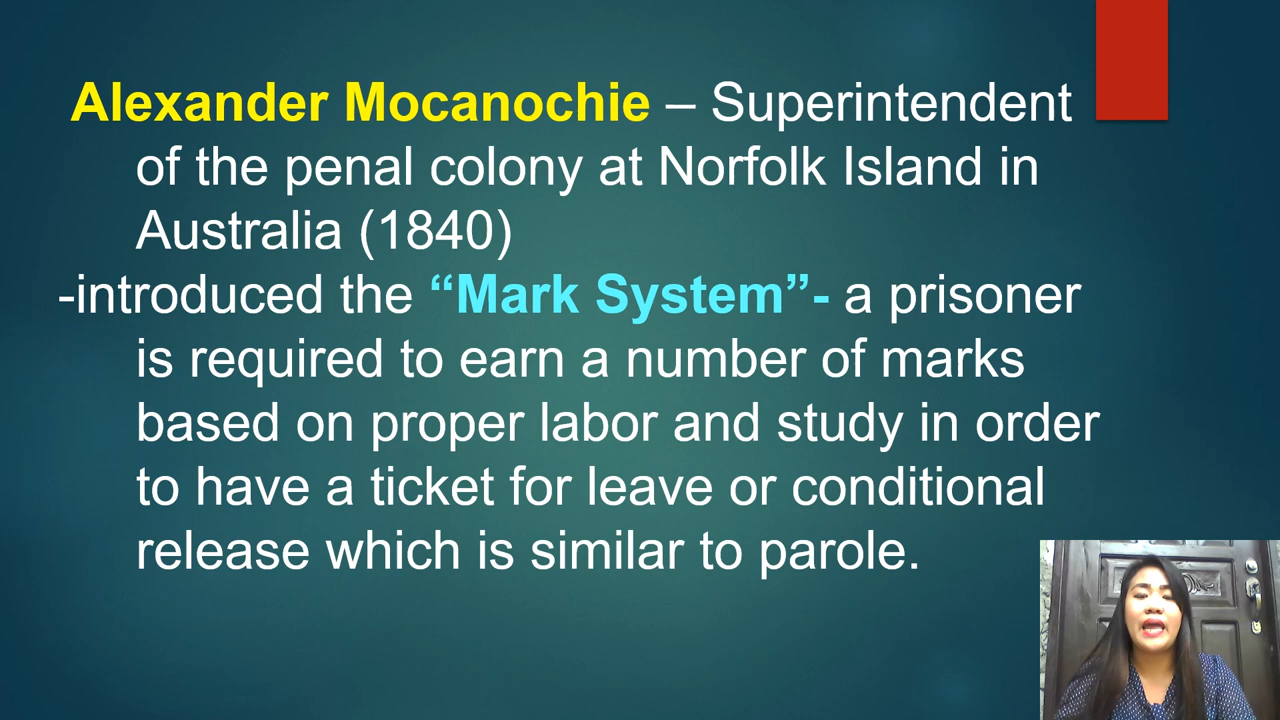 Alexander Mocanochie – Superintendent
of the penal colony at Norfolk Island in
Australia (1840)
-introduced the “Mark System”- a prisoner
is required to earn a number of marks
based on proper labor and study in order
to have a ticket for leave or conditional
release which is similar to parole.